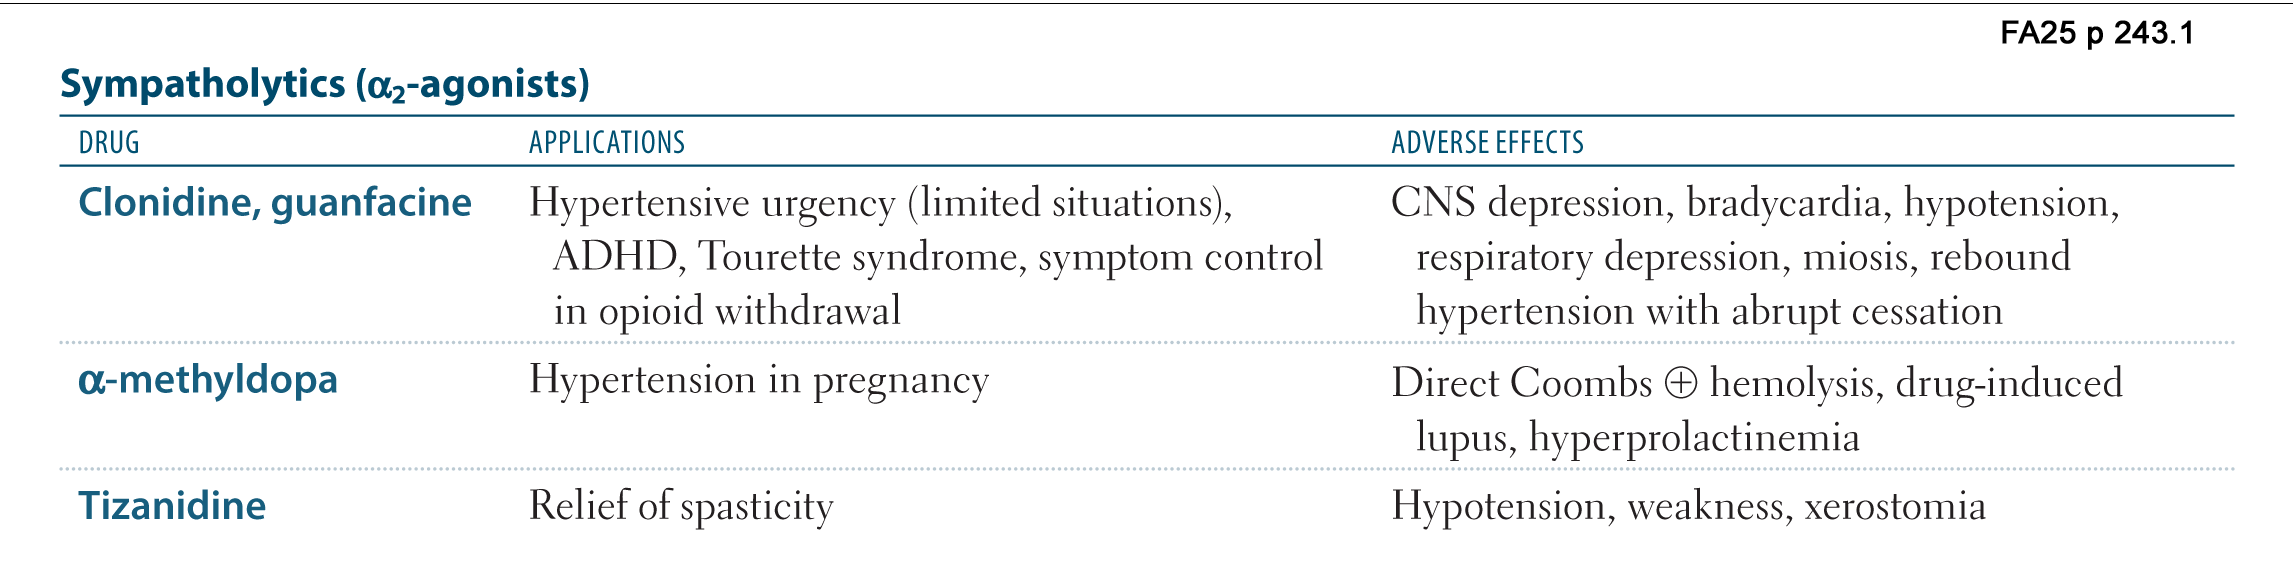 FA25 p 243.1
Sympatholytics (α₂-agonists)
DRUG APPLICATIONS ADVERSE EFFECTS
Clonidine, guanfacine Hypertensive urgency (limited situations), CNS depression, bradycardia, hypotension,
ADHD, Tourette syndrome, symptom control respiratory depression, miosis, rebound
in opioid withdrawal hypertension with abrupt cessation
α-methyldopa Hypertension in pregnancy Direct Coombs ⊕ hemolysis, drug-induced
lupus, hyperprolactinemia
Tizanidine Relief of spasticity Hypotension, weakness, xerostomia